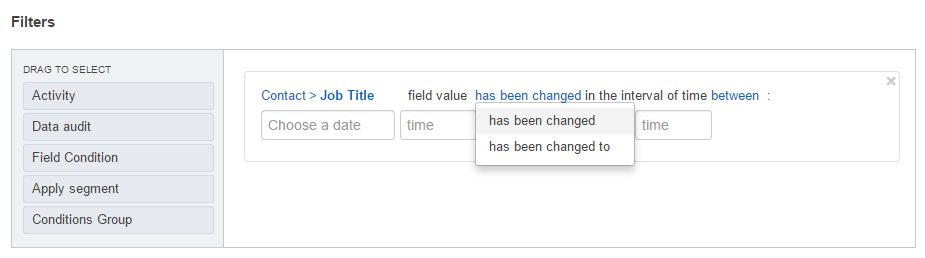 Filters
DRAG TO SELECT
Activity
Data audit
Field Condition
Apply segment
Conditions Group
Contact > Job Title field value has been changed in the interval of time between :
Choose a date time time
has been changed
has been changed to